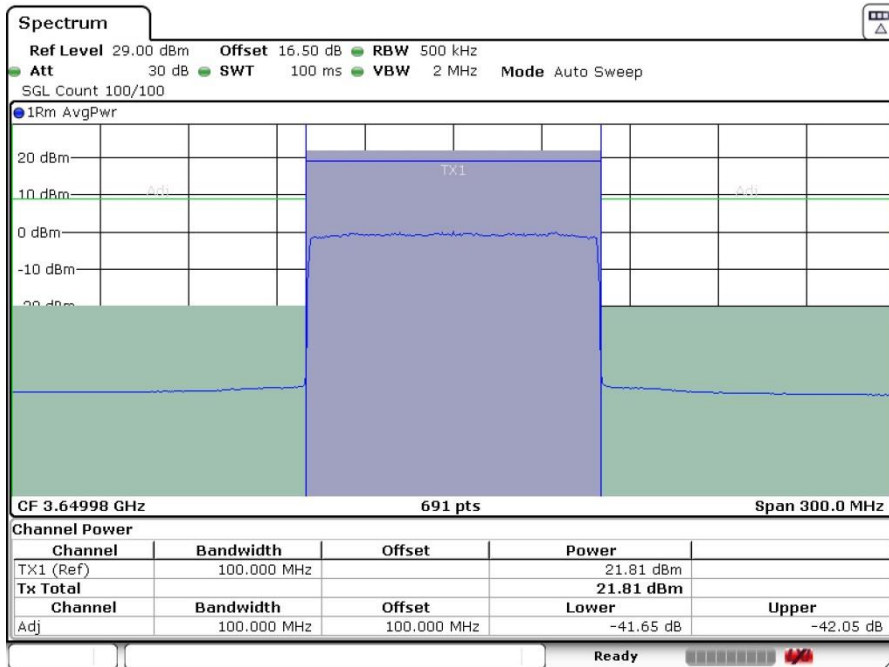 Spectrum
Ref Level 29.00 dBm Offset 16.50 dB RBW 500 kHz
Att 30 dB SWT 100 ms VBW 2 MHz Mode Auto Sweep
SGL Count 100/100
1Rm AvgPwr
20 dBm
TX1
10 dBm Adj Adj
0 dBm
-10 dBm
-20 dBm
CF 3.64998 GHz 691 pts Span 300.0 MHz
Channel Power
Channel Bandwidth Offset Power
TX1 (Ref) 100.000 MHz 21.81 dBm
Tx Total 21.81 dBm
Channel Bandwidth Offset Lower Upper
Adj 100.000 MHz 100.000 MHz -41.65 dB -42.05 dB
Ready